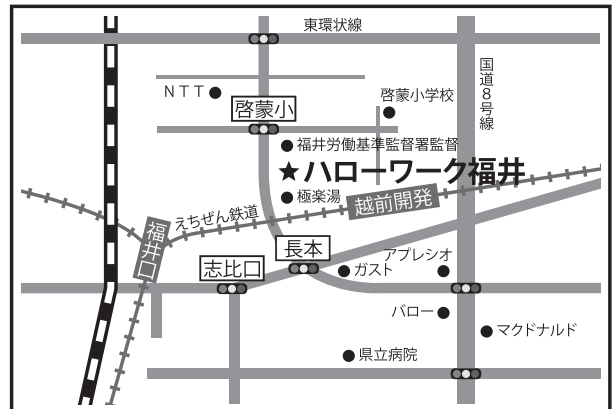 東環状線
国道８号線
ＮＴＴ
啓蒙小学校
啓蒙小
福井労働基準監督署監督
★ハローワーク福井
極楽湯
越前開発
えちぜん鉄道
福井口
長本
志比口
ガスト
アプレシオ
バロー
マクドナルド
県立病院